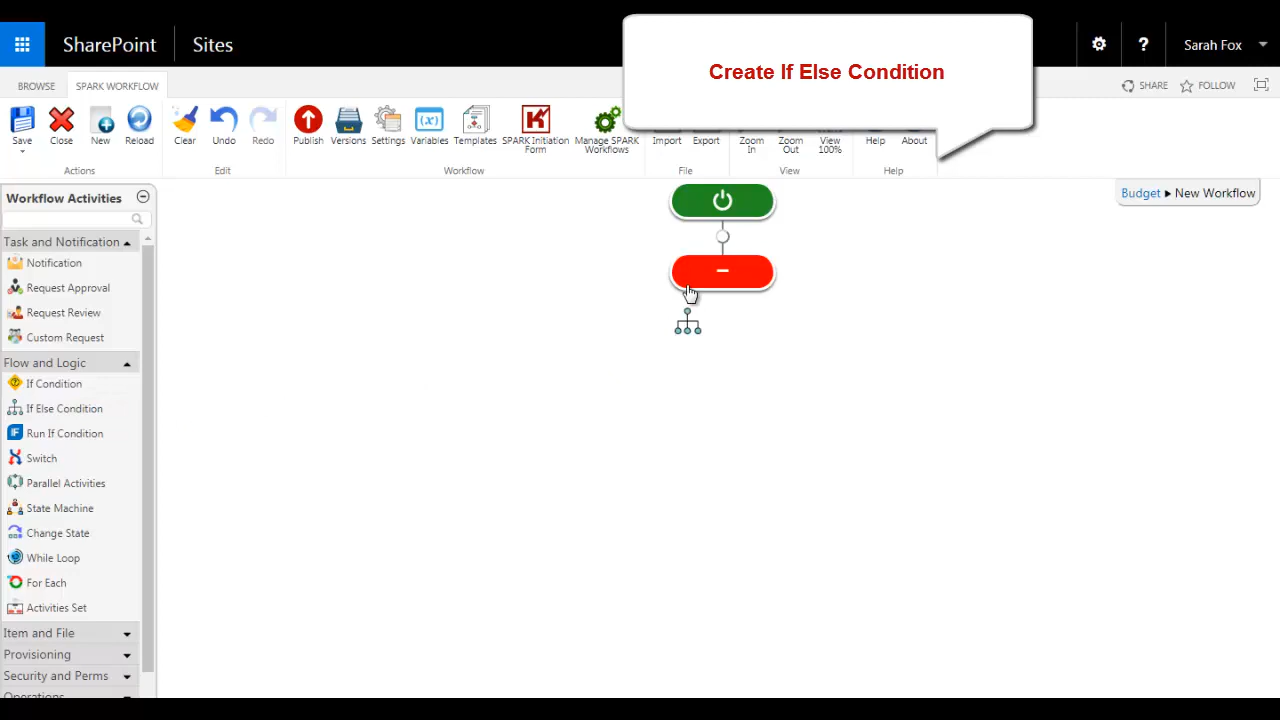 SharePoint
Sites
Create If Else Condition
?
Sarah Fox
BROWSE
SPARK WORKFLOW
SHARE
FOLLOW
Save
Close
New
Reload
Clear
Undo
Redo
Publish
Versions
Settings
Variables
Templates
SPARK Initiation
Form
Manage SPARK
Workflows
Import
Export
Zoom
In
Zoom
Out
View
100%
Help
About
Actions
Edit
Workflow
File
View
Help
Workflow Activities
Budget ▸ New Workflow
Task and Notification
Notification
Request Approval
Request Review
Custom Request
Flow and Logic
If Condition
If Else Condition
IF Run If Condition
Switch
Parallel Activities
State Machine
Change State
While Loop
For Each
Activities Set
Item and File
Provisioning
Security and Perms
Operations